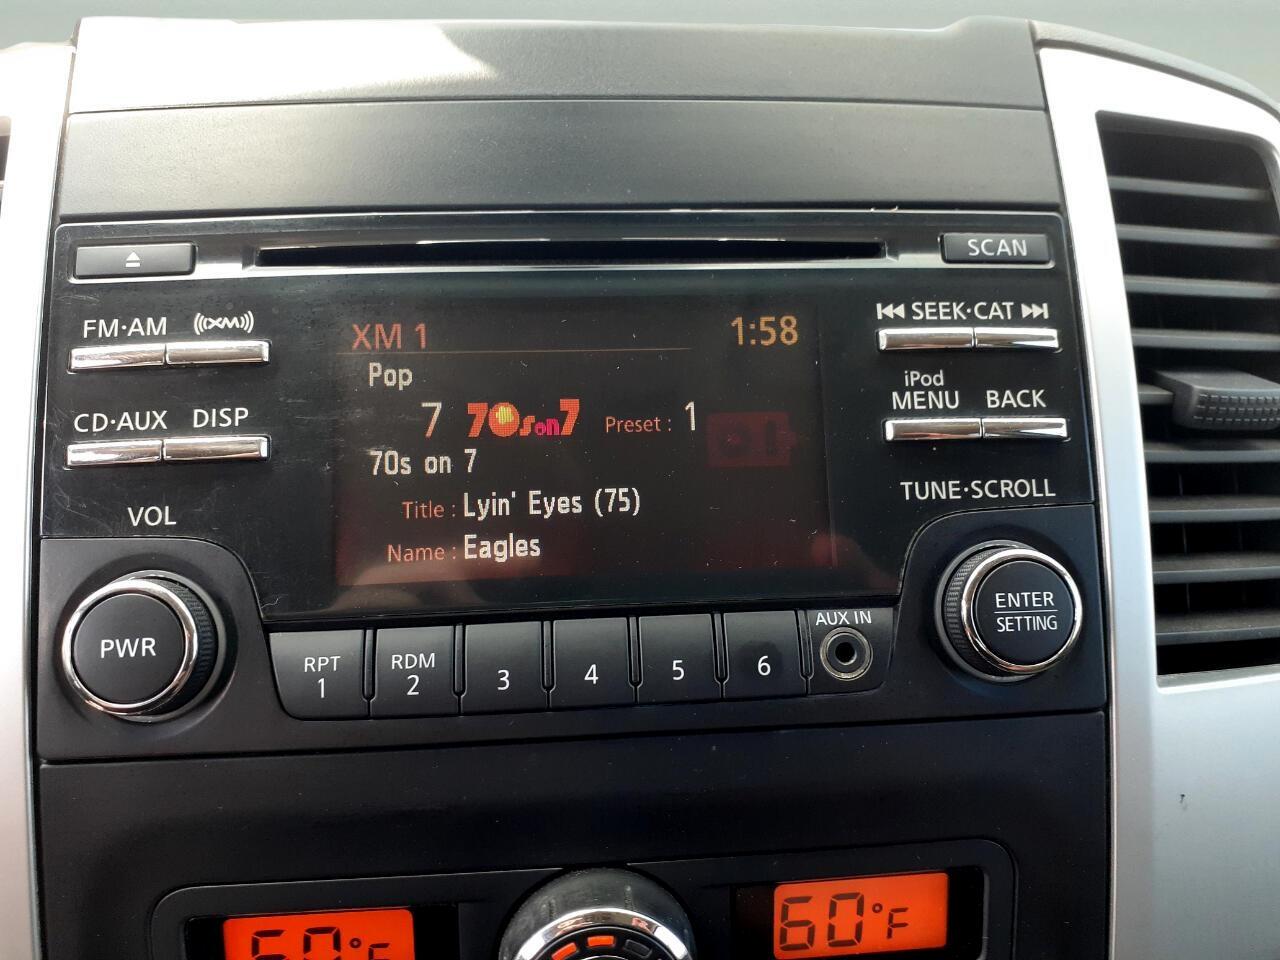 SCAN
FM·AM XM
SEEK·CAT
CD·AUX DISP
iPod
MENU BACK
VOL
TUNE·SCROLL
XM 1 1:58
Pop
7 70s on 7 Preset : 1
70s on 7
Title : Lyin' Eyes (75)
Name : Eagles
PWR
RPT
1
RDM
2
3
4
5
6
AUX IN
ENTER
SETTING
60°F
60°F